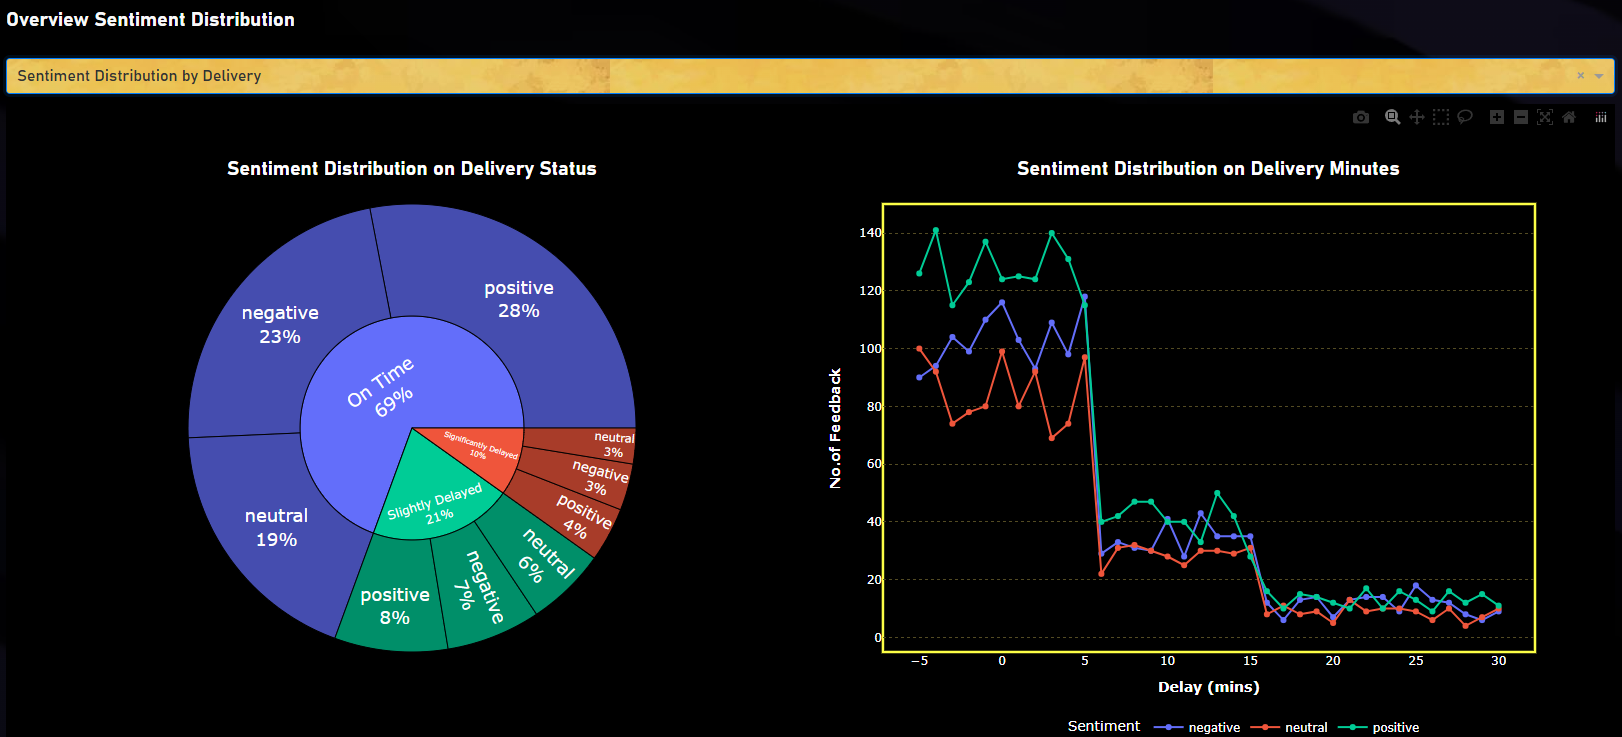 Overview Sentiment Distribution
Sentiment Distribution by Delivery
×
Sentiment Distribution on Delivery Status
positive
28%
negative
23%
On Time
69%
neutral
19%
Significantly Delayed
10%
neutral
3%
negative
3%
positive
4%
Slightly Delayed
21%
neutral
6%
negative
7%
positive
8%
Sentiment Distribution on Delivery Minutes
No.of Feedback
140
120
100
80
60
40
20
0
−5 0 5 10 15 20 25 30
Delay (mins)
Sentiment negative neutral positive